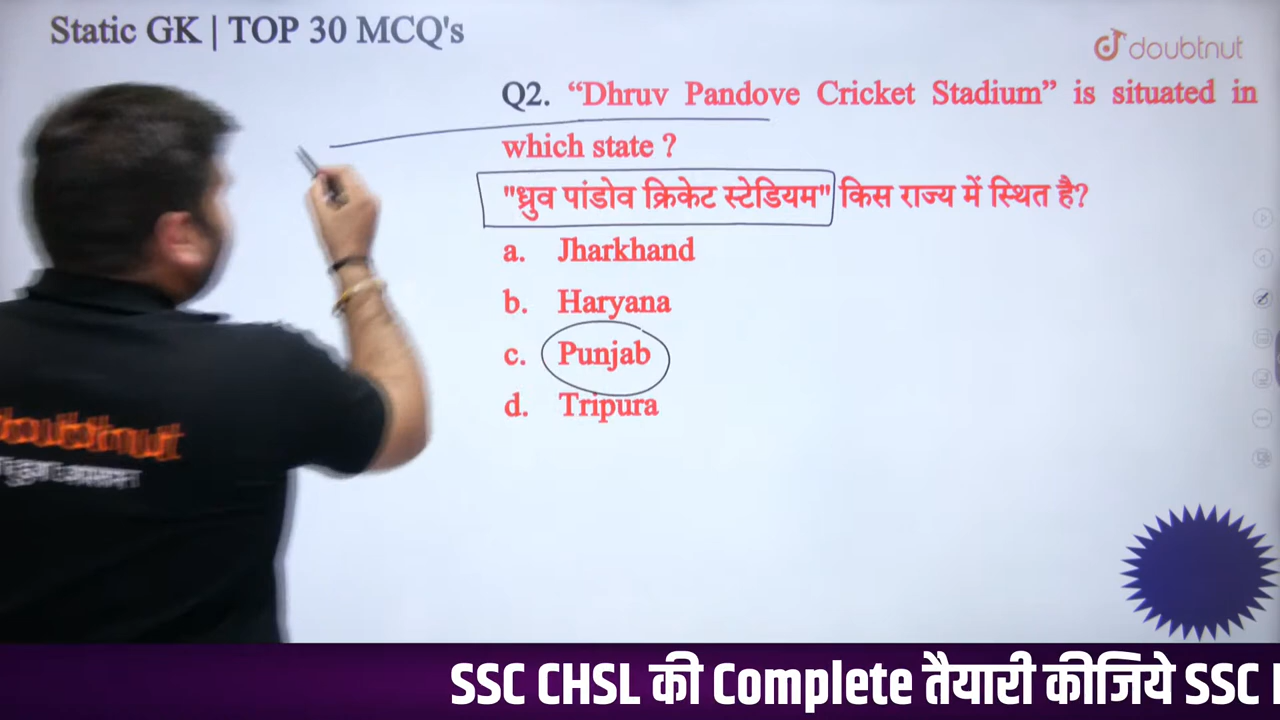 Static GK | TOP 30 MCQ's
doubtnut
Q2. “Dhruv Pandove Cricket Stadium” is situated in
which state ?
"ध्रुव पांडोव क्रिकेट स्टेडियम" किस राज्य में स्थित है?
a. Jharkhand
b. Haryana
c. Punjab
d. Tripura
doubtnut
SSC CHSL की Complete तैयारी कीजिये SSC